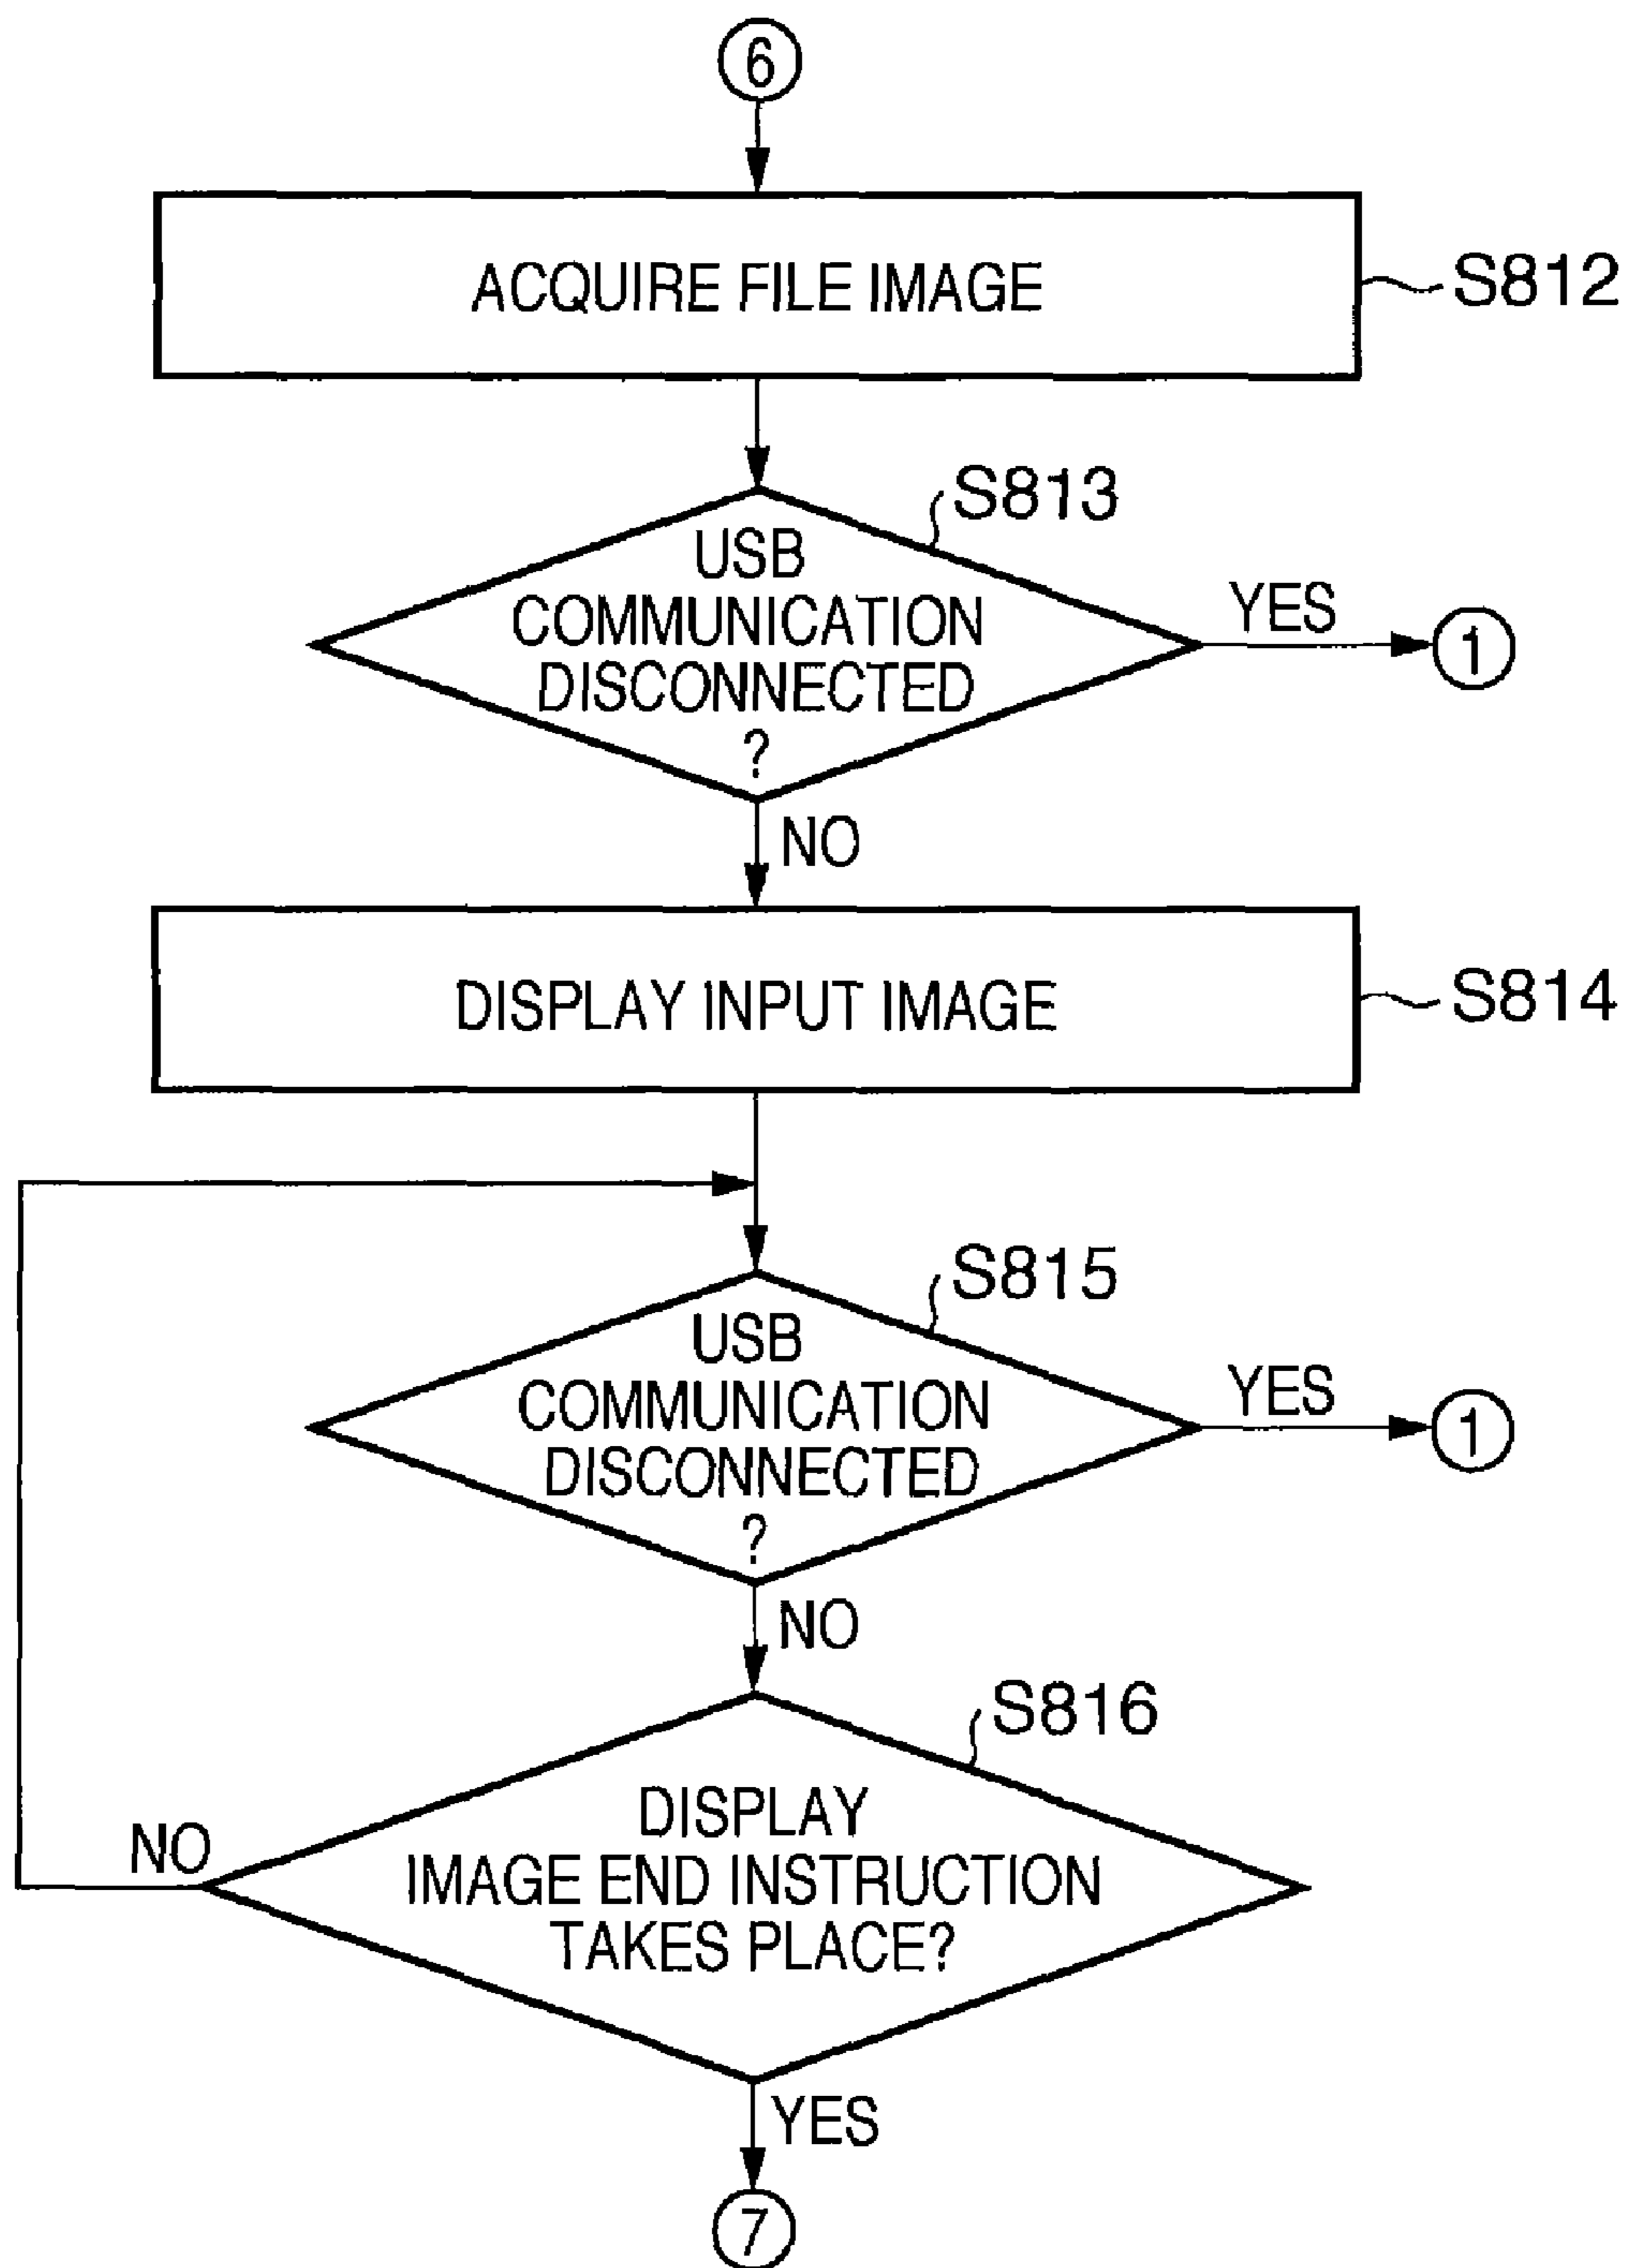 6
ACQUIRE FILE IMAGE
S812
S813
USB
COMMUNICATION
DISCONNECTED
?
YES
1
NO
DISPLAY INPUT IMAGE
S814
S815
USB
COMMUNICATION
DISCONNECTED
?
YES
1
NO
S816
DISPLAY
IMAGE END INSTRUCTION
TAKES PLACE?
NO
YES
7